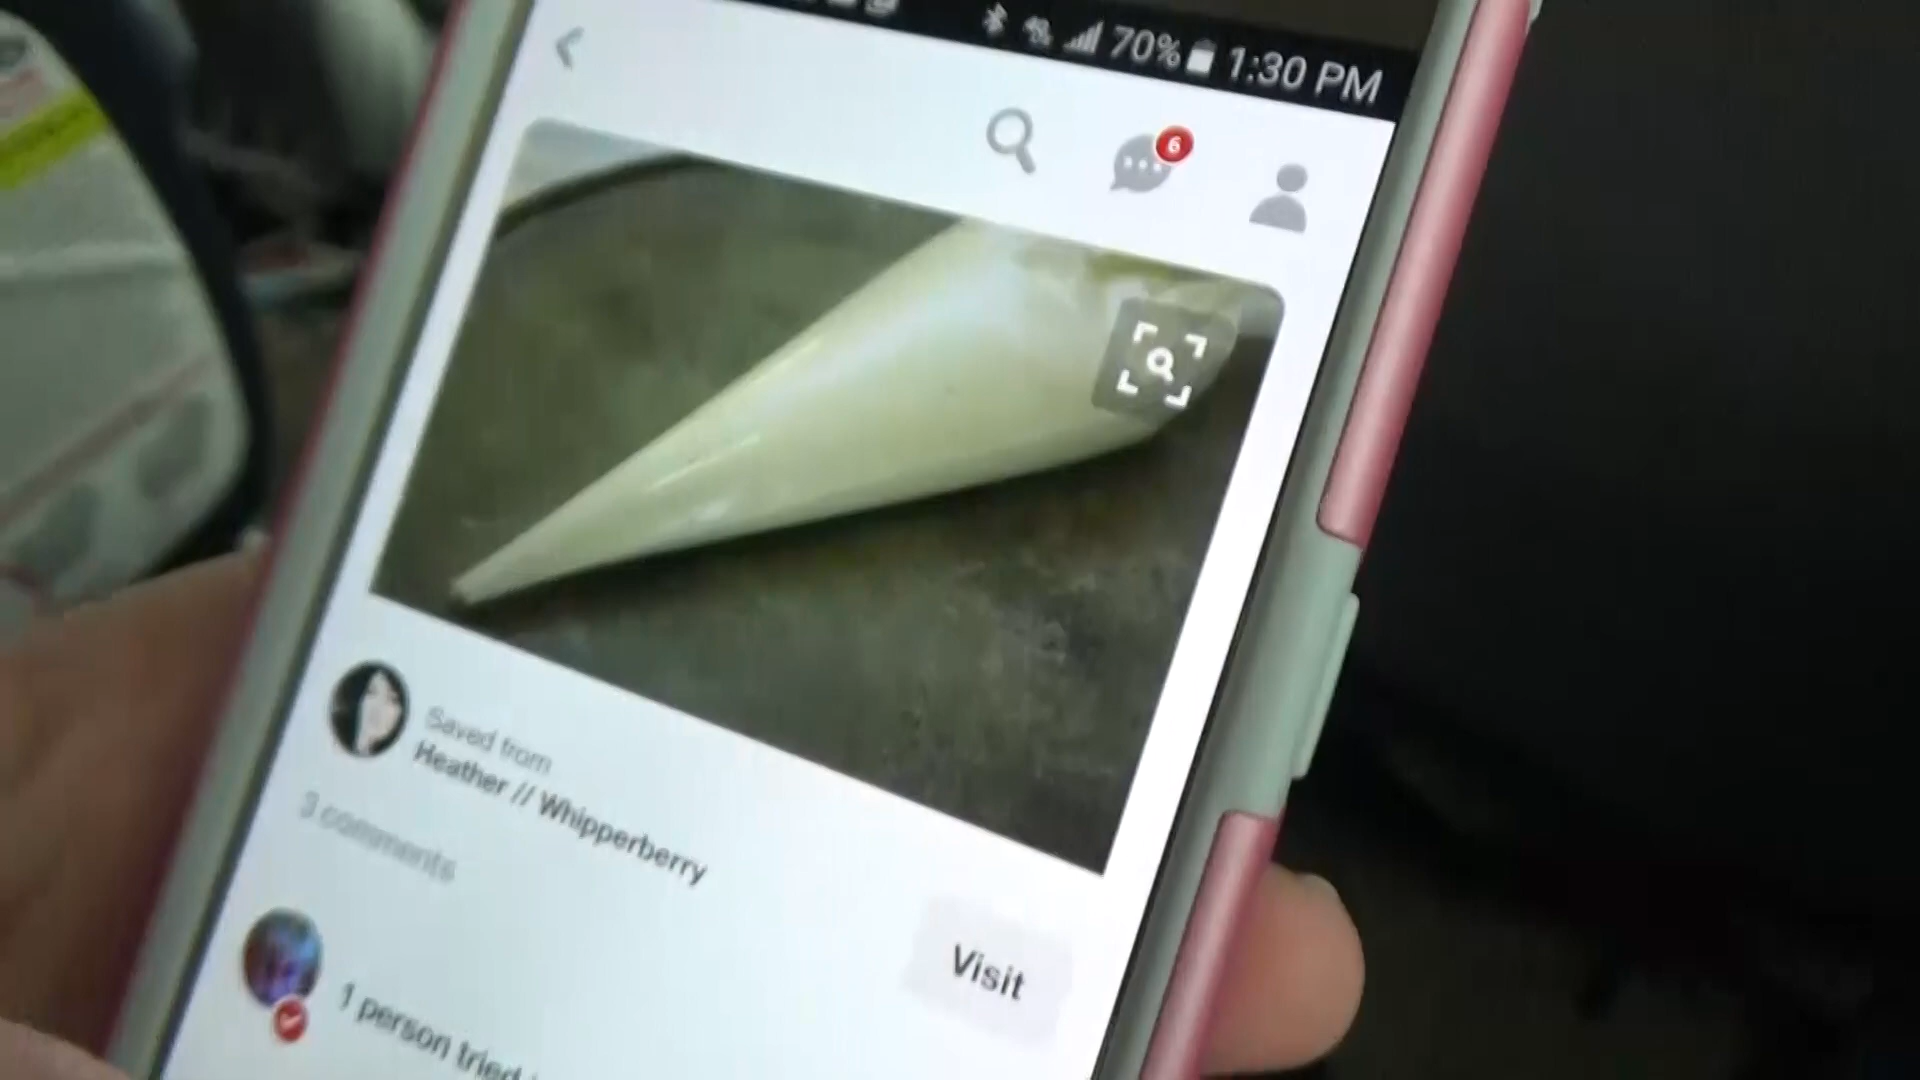 70% 1:30 PM
6
Saved from
Heather // Whipperberry
3 comments
Visit
1 person tried